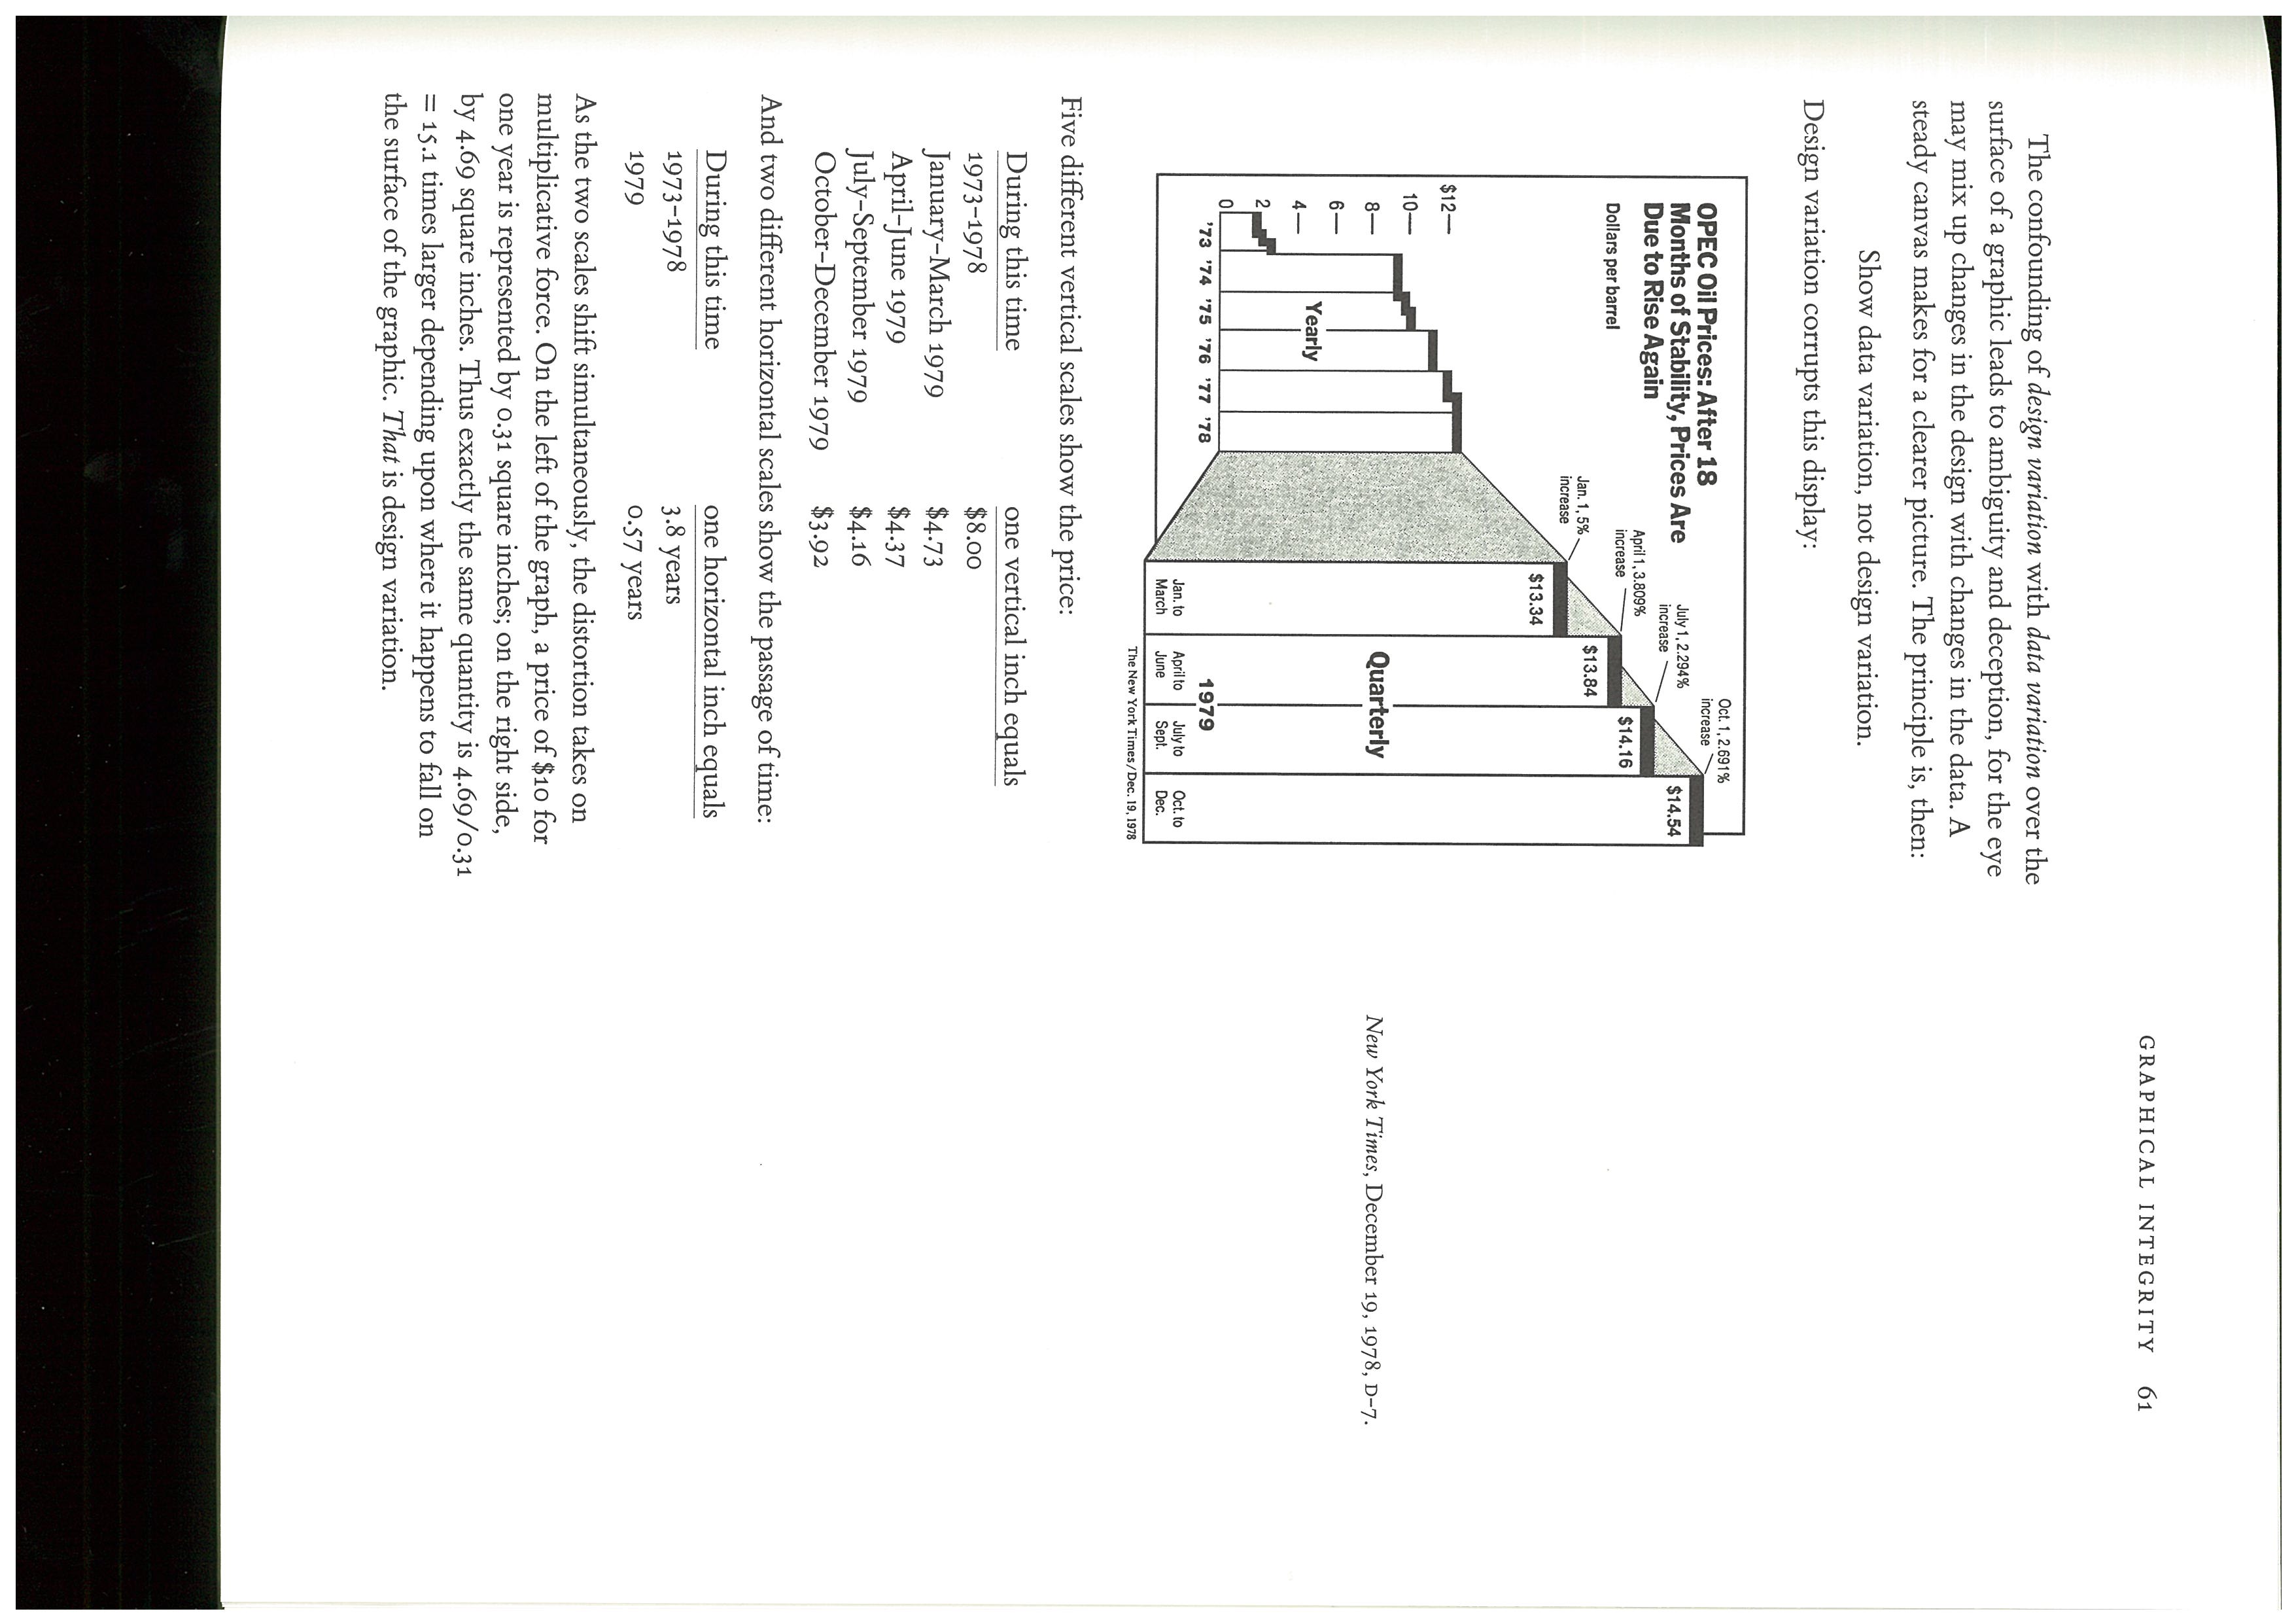 GRAPHICAL INTEGRITY 61
The confounding of design variation with data variation over the
surface of a graphic leads to ambiguity and deception, for the eye
may mix up changes in the design with changes in the data. A
steady canvas makes for a clearer picture. The principle is, then:
Show data variation, not design variation.
Design variation corrupts this display:
OPEC Oil Prices: After 18
Months of Stability, Prices Are
Due to Rise Again
Dollars per barrel
Oct. 1, 2.691%
increase
July 1, 2.294%
increase
April 1, 3.809%
increase
Jan. 1, 5%
increase
$14.54
$14.16
$13.84
$13.34
$12
10
8
6
4
2
0
Yearly
Quarterly
'73 '74 '75 '76 '77 '78
1979
Jan. to
March
April to
June
July to
Sept.
Oct. to
Dec.
The New York Times/Dec. 19, 1978
New York Times, December 19, 1978, D-7.
Five different vertical scales show the price:
During this time one vertical inch equals
1973-1978 $8.00
January-March 1979 $4.73
April-June 1979 $4.37
July-September 1979 $4.16
October-December 1979 $3.92
And two different horizontal scales show the passage of time:
During this time one horizontal inch equals
1973-1978 3.8 years
1979 0.57 years
As the two scales shift simultaneously, the distortion takes on
multiplicative force. On the left of the graph, a price of $10 for
one year is represented by 0.31 square inches; on the right side,
by 4.69 square inches. Thus exactly the same quantity is 4.69/0.31
= 15.1 times larger depending upon where it happens to fall on
the surface of the graphic. That is design variation.